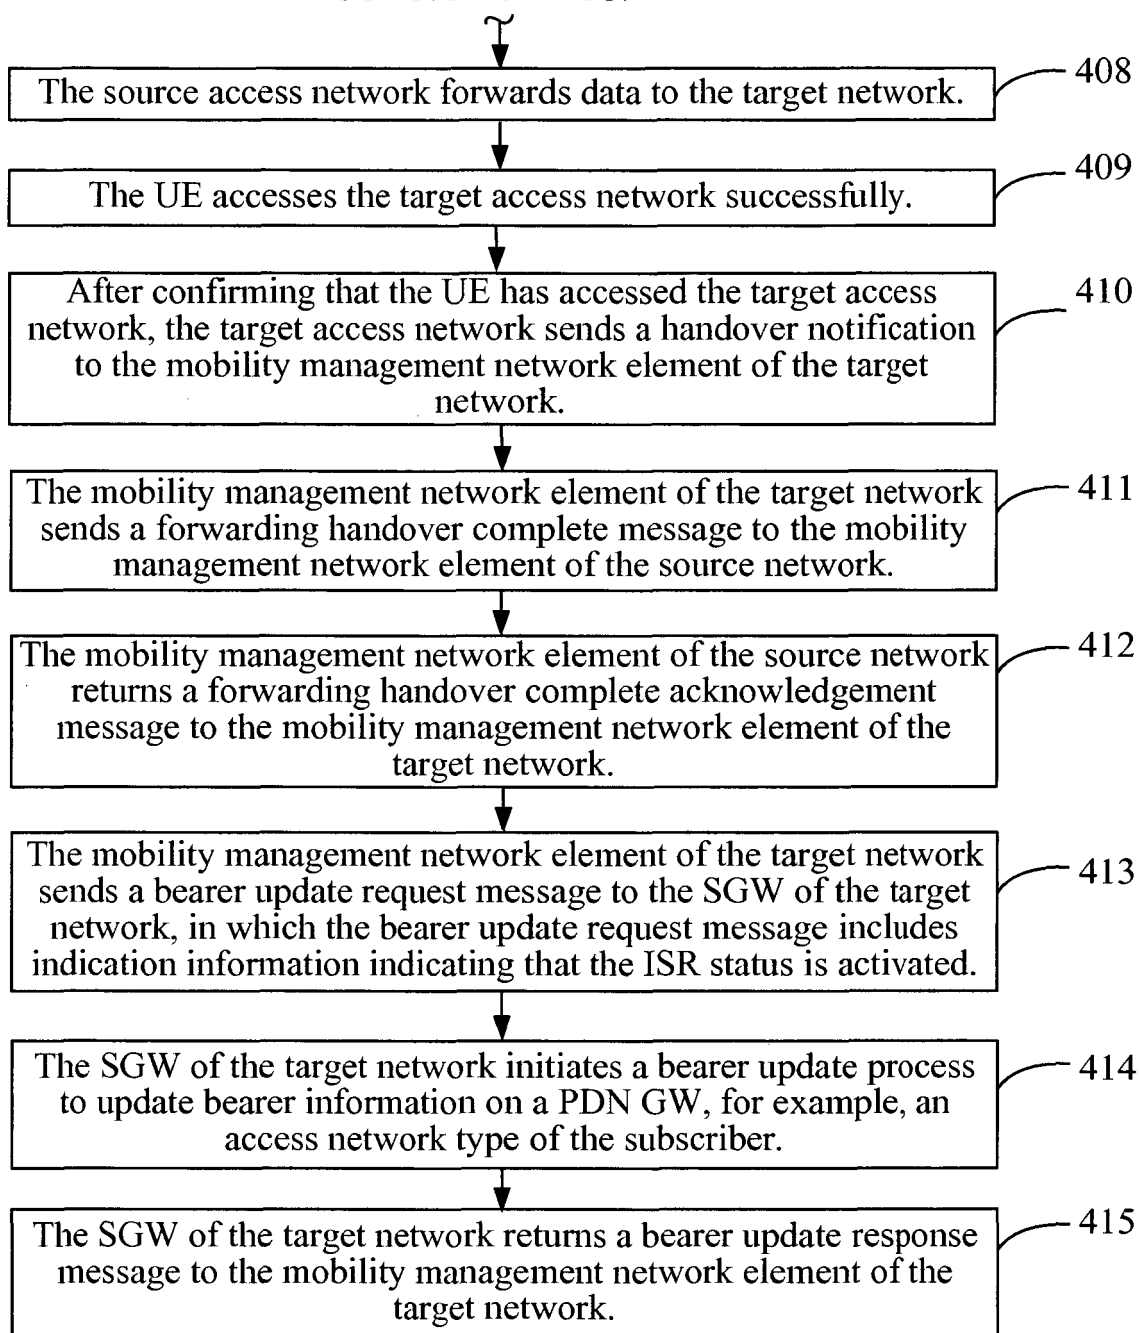 408
The source access network forwards data to the target network.
409
The UE accesses the target access network successfully.
410
After confirming that the UE has accessed the target access
network, the target access network sends a handover notification
to the mobility management network element of the target
network.
411
The mobility management network element of the target network
sends a forwarding handover complete message to the mobility
management network element of the source network.
412
The mobility management network element of the source network
returns a forwarding handover complete acknowledgement
message to the mobility management network element of the
target network.
413
The mobility management network element of the target network
sends a bearer update request message to the SGW of the target
network, in which the bearer update request message includes
indication information indicating that the ISR status is activated.
414
The SGW of the target network initiates a bearer update process
to update bearer information on a PDN GW, for example, an
access network type of the subscriber.
415
The SGW of the target network returns a bearer update response
message to the mobility management network element of the
target network.